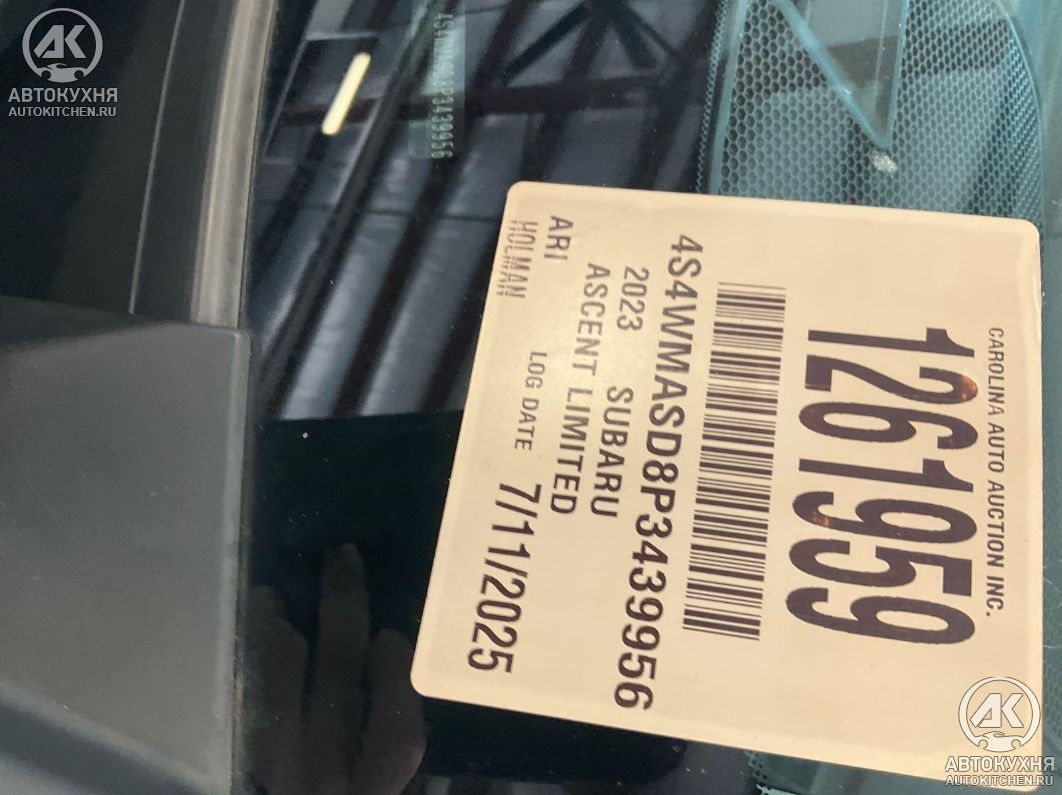 АВТОКУХНЯ
AUTOKITCHEN.RU
CAROLINA AUTO AUCTION INC.
1261959
4S4WMASD8P3439956
2023 SUBARU
ASCENT LIMITED
ARI
HOLMAN
LOG DATE 7/11/2025
АВТОКУХНЯ
AUTOKITCHEN.RU